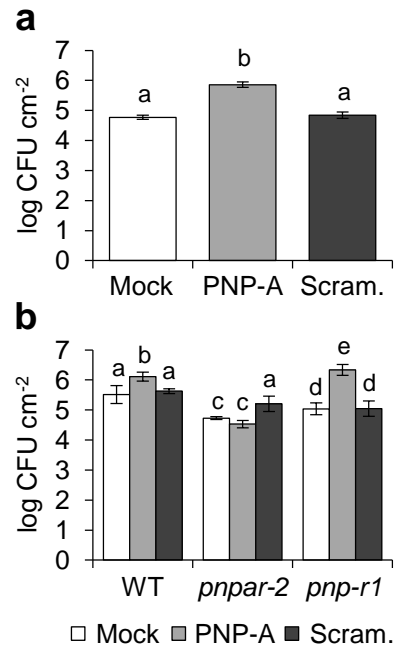 a
log CFU cm-2
7
6
5
4
3
2
1
0
a
b
a
Mock PNP-A Scram.
b
log CFU cm-2
7
6
5
4
3
2
1
0
a b a
c c a
d e d
WT pnpar-2 pnp-r1
Mock PNP-A Scram.